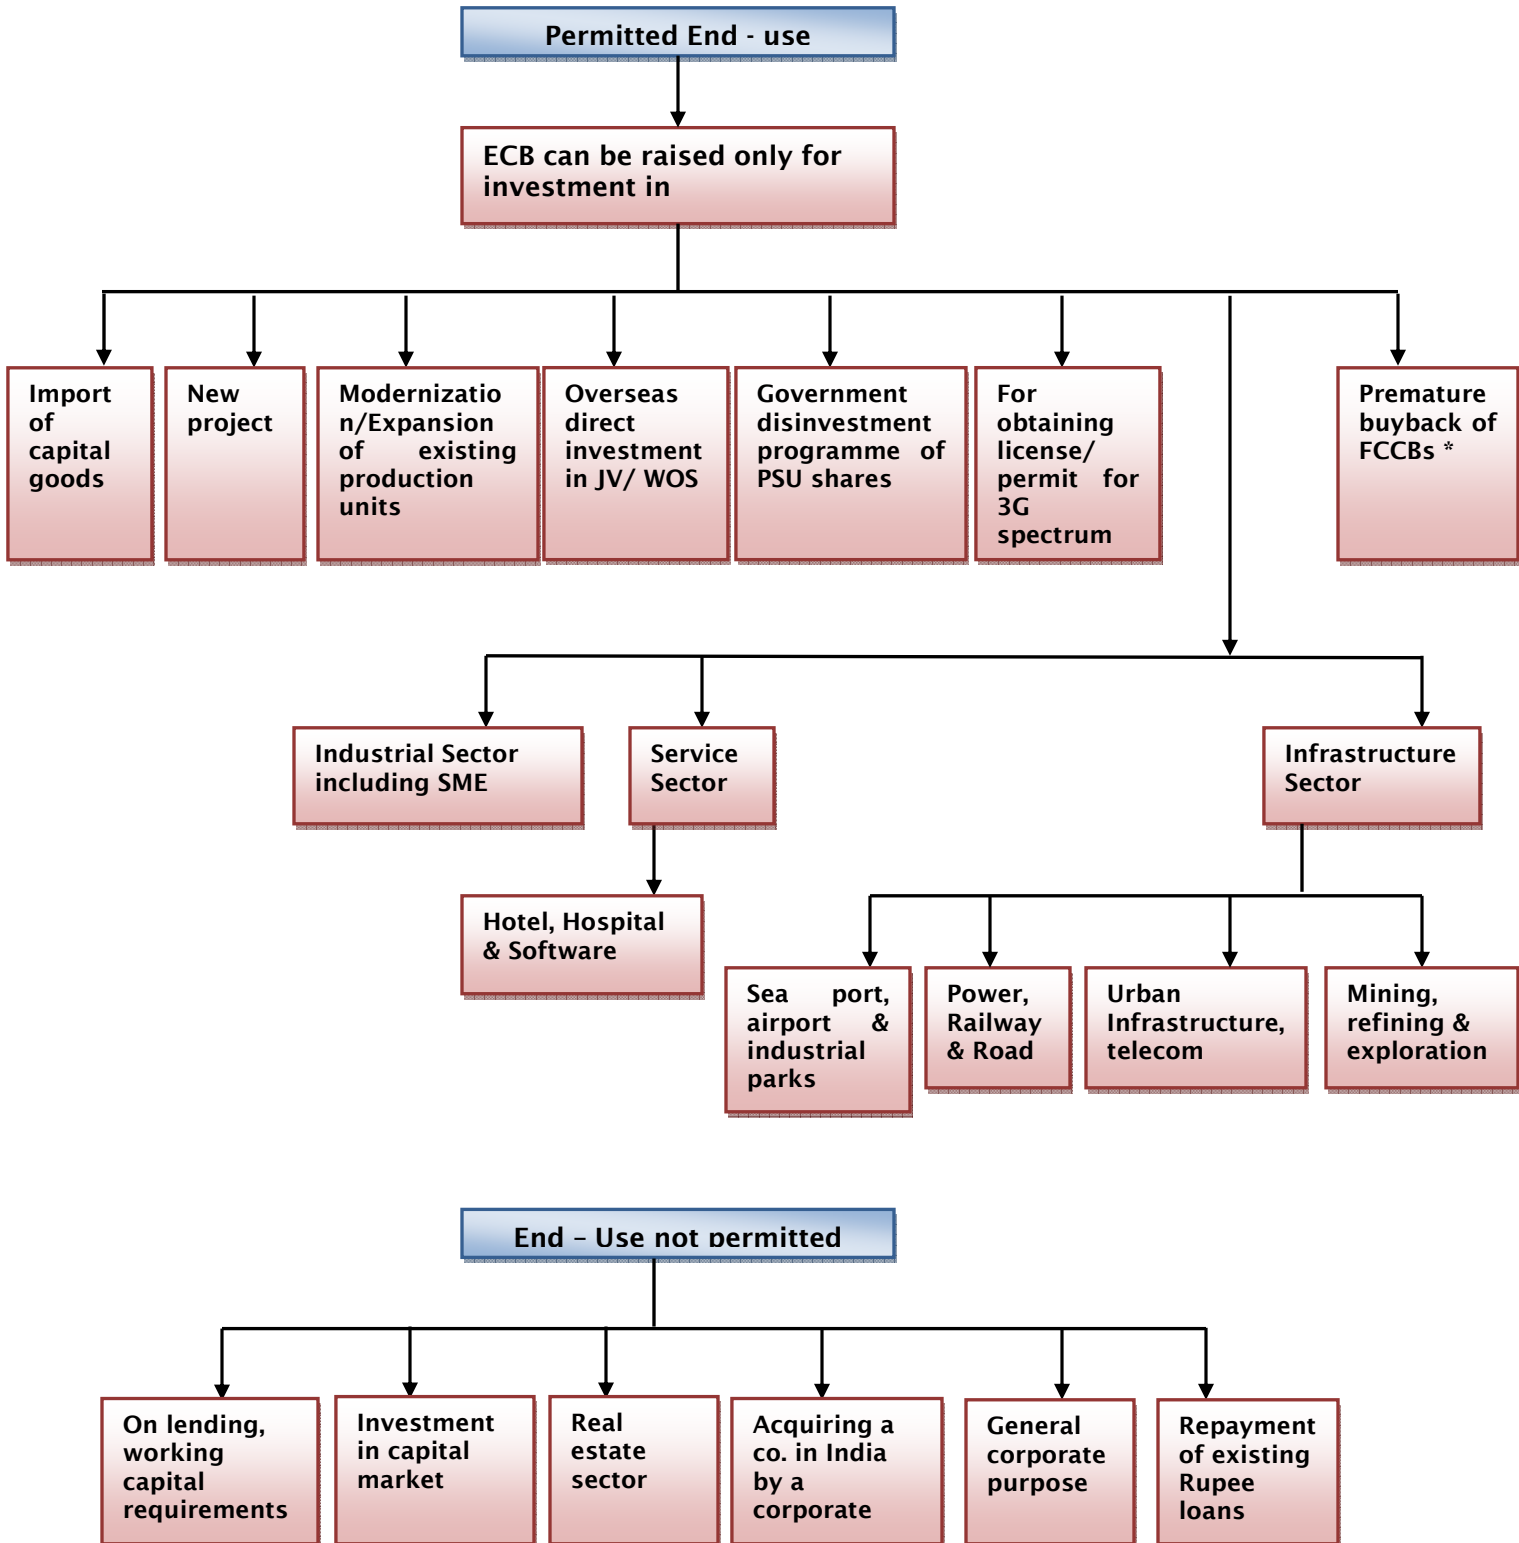 Permitted End - use
ECB can be raised only for
investment in
Import
of
capital
goods
New
project
Modernizatio
n/Expansion
of existing
production
units
Overseas
direct
investment
in JV/ WOS
Government
disinvestment
programme of
PSU shares
For
obtaining
license/
permit for
3G
spectrum
Premature
buyback of
FCCBs *
Industrial Sector
including SME
Service
Sector
Infrastructure
Sector
Hotel, Hospital
& Software
Sea port,
airport &
industrial
parks
Power,
Railway
& Road
Urban
Infrastructure,
telecom
Mining,
refining &
exploration
End – Use not permitted
On lending,
working
capital
requirements
Investment
in capital
market
Real
estate
sector
Acquiring a
co. in India
by a
corporate
General
corporate
purpose
Repayment
of existing
Rupee
loans